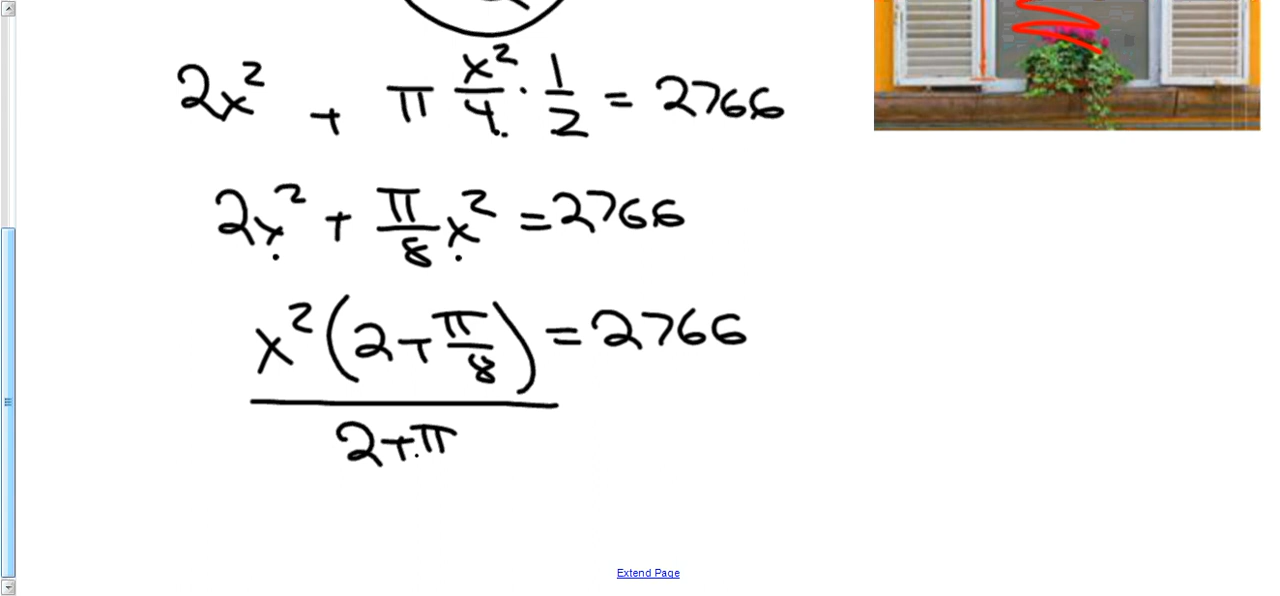 2x² + π x²/4 · 1/2 = 2766
2x² + π/8 x² = 2766
x²(2 + π/8) = 2766
2 + π
Extend Page